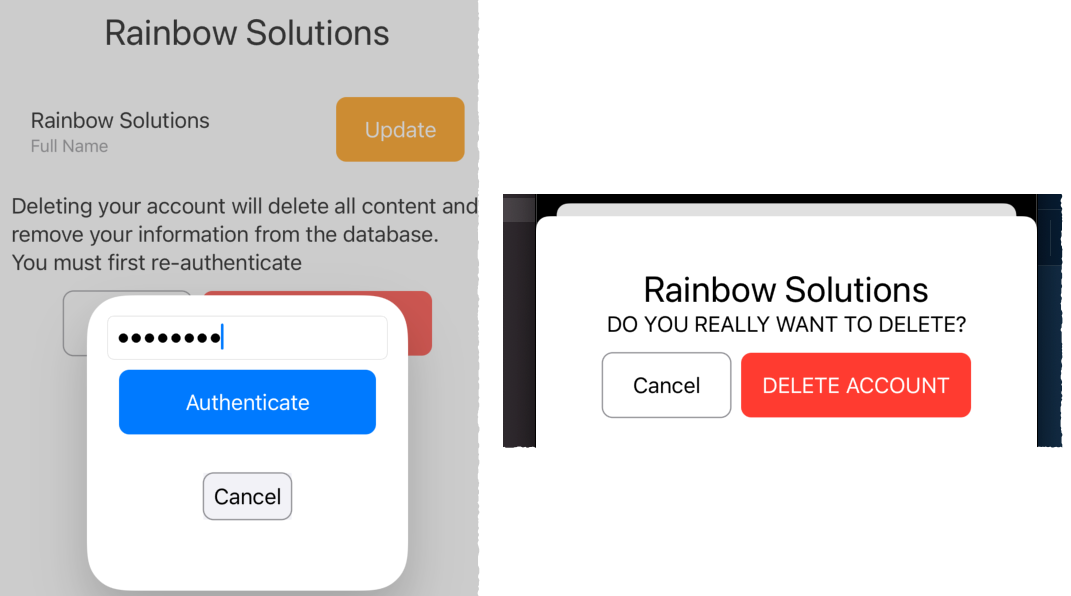 Rainbow Solutions
Rainbow Solutions
Full Name
Update
Deleting your account will delete all content and
remove your information from the database.
You must first re-authenticate
••••••••
Authenticate
Cancel
Rainbow Solutions
DO YOU REALLY WANT TO DELETE?
Cancel
DELETE ACCOUNT